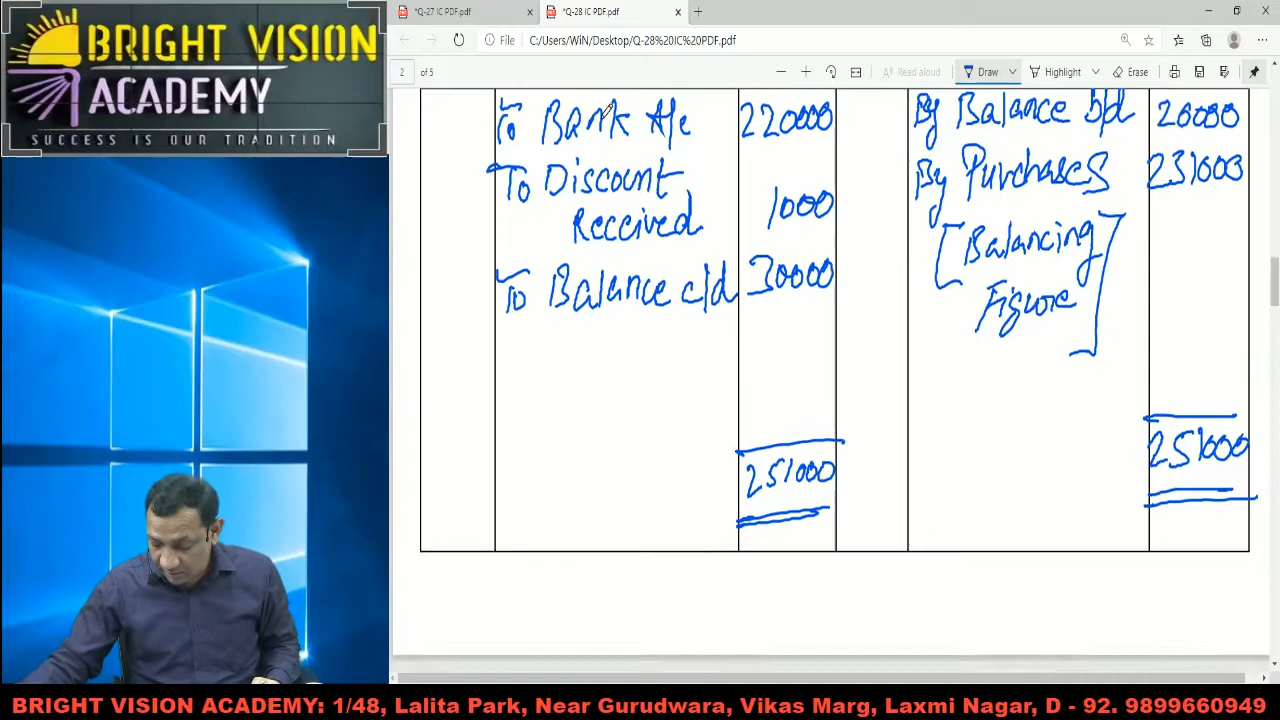 BRIGHT VISION
ACADEMY
SUCCESS IS OUR TRADITION
*Q-27 IC PDF.pdf
*Q-28 IC PDF.pdf
File
C:/Users/WiN/Desktop/Q-28%20IC%20PDF.pdf
2 of 5
Read aloud
Draw
Highlight
Erase
To Bank A/c 220000
To Discount
Received 1000
To Balance c/d 30000
251000
By Balance b/d 20000
By Purchases 231000
[Balancing
Figure]
251000
BRIGHT VISION ACADEMY: 1/48, Lalita Park, Near Gurudwara, Vikas Marg, Laxmi Nagar, D - 92. 9899660949